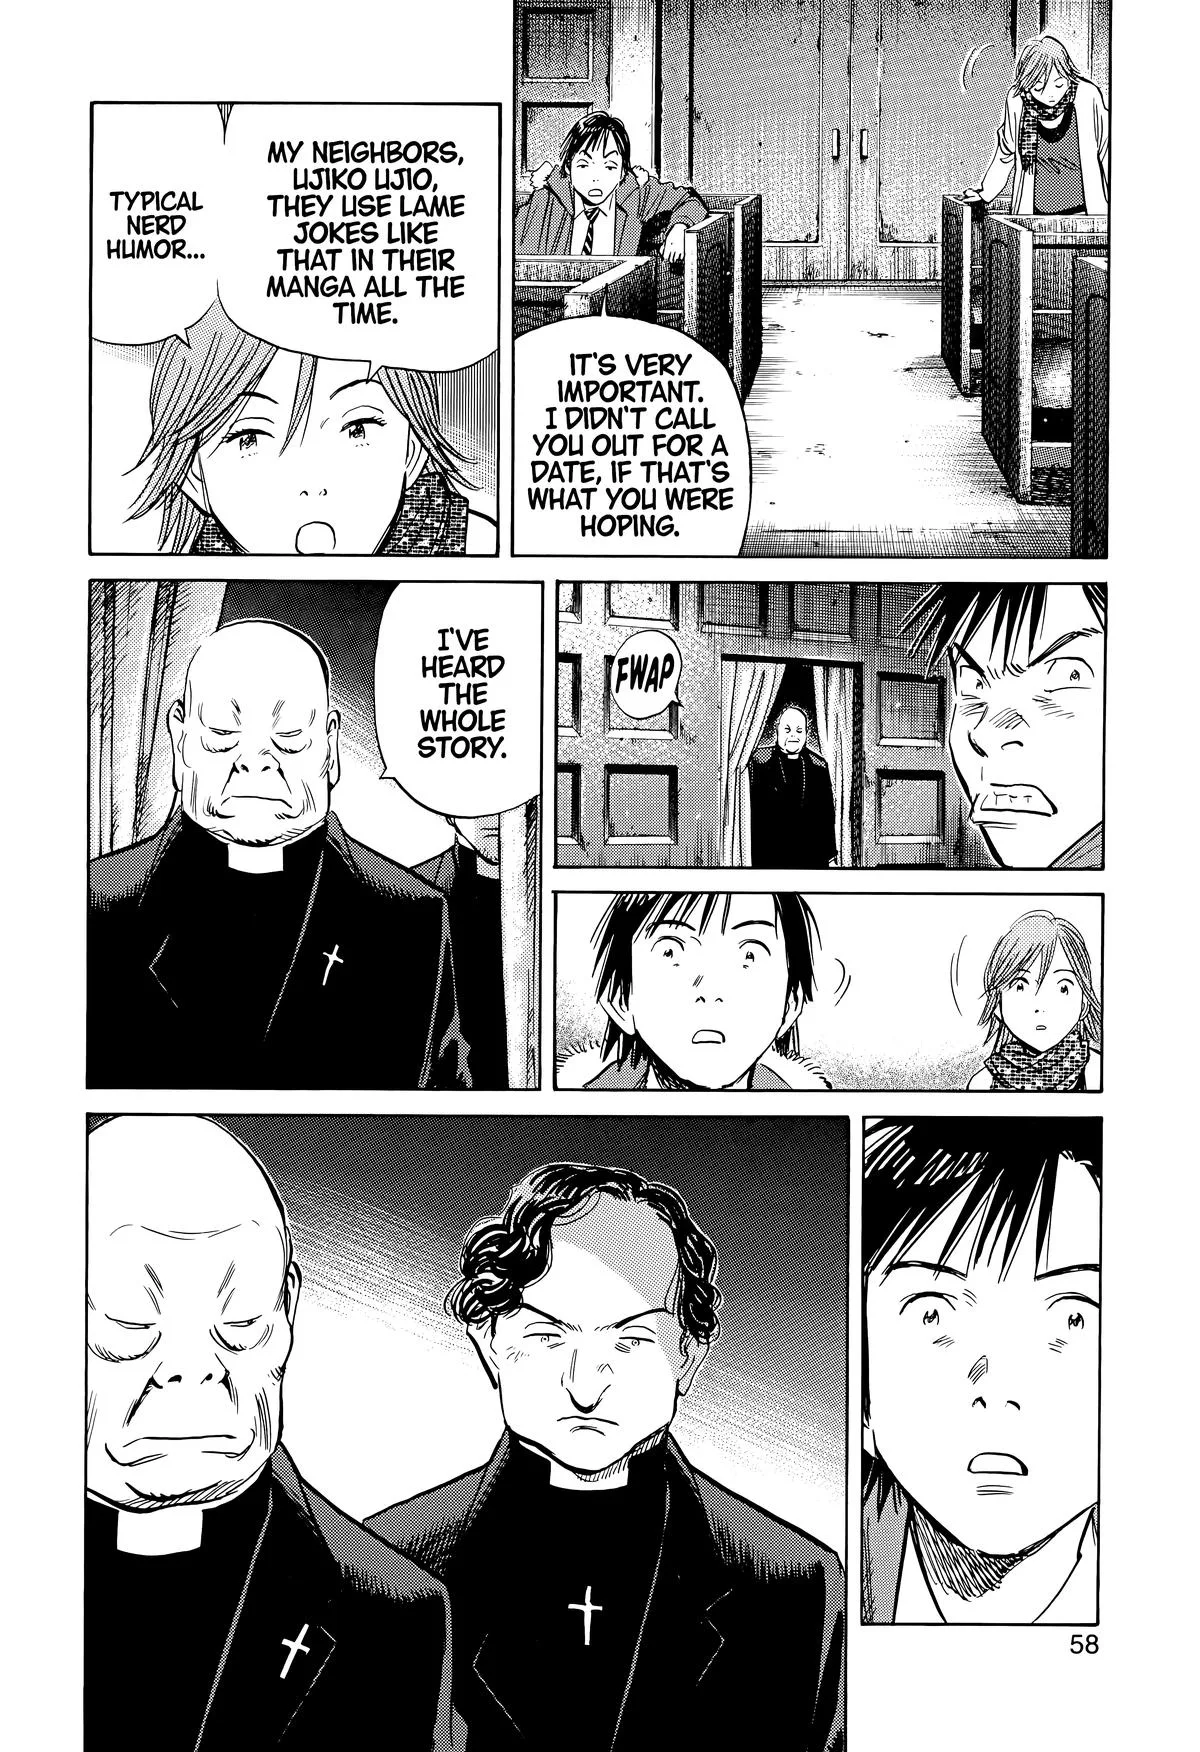 IT'S VERY
IMPORTANT.
I DIDN'T CALL
YOU OUT FOR A
DATE, IF THAT'S
WHAT YOU WERE
HOPING.
MY NEIGHBORS,
UJIKO UJIO,
THEY USE LAME
JOKES LIKE
THAT IN THEIR
MANGA ALL THE
TIME.
TYPICAL
NERD
HUMOR...
FWAP
I'VE
HEARD
THE
WHOLE
STORY.
58